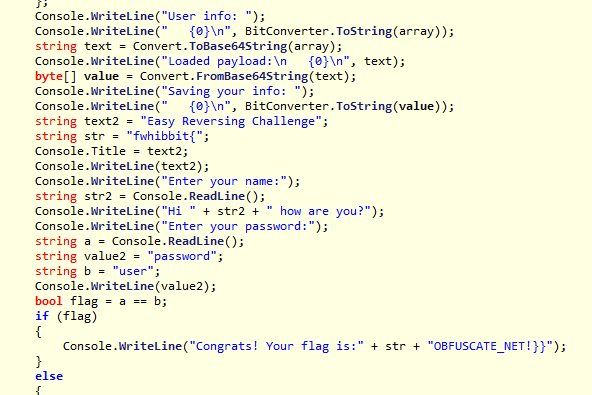 };
Console.WriteLine("User info: ");
Console.WriteLine("   {0}\n", BitConverter.ToString(array));
string text = Convert.ToBase64String(array);
Console.WriteLine("Loaded payload:\n   {0}\n", text);
byte[] value = Convert.FromBase64String(text);
Console.WriteLine("Saving your info: ");
Console.WriteLine("   {0}\n", BitConverter.ToString(value));
string text2 = "Easy Reversing Challenge";
string str = "fwhibbit{";
Console.Title = text2;
Console.WriteLine(text2);
Console.WriteLine("Enter your name:");
string str2 = Console.ReadLine();
Console.WriteLine("Hi " + str2 + " how are you?");
Console.WriteLine("Enter your password:");
string a = Console.ReadLine();
string value2 = "password";
string b = "user";
Console.WriteLine(value2);
bool flag = a == b;
if (flag)
{
    Console.WriteLine("Congrats! Your flag is:" + str + "OBFUSCATE_NET!}}");
}
else
{